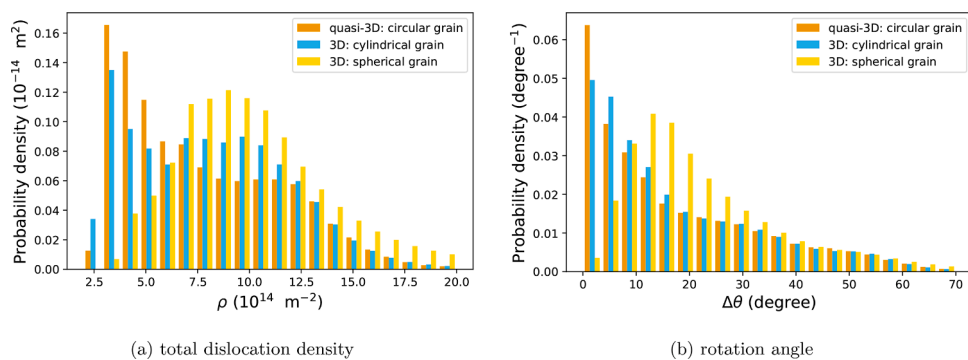 quasi-3D: circular grain
3D: cylindrical grain
3D: spherical grain
Probability density (10⁻¹⁴ m²)
0.16
0.14
0.12
0.10
0.08
0.06
0.04
0.02
0.00
2.5 5.0 7.5 10.0 12.5 15.0 17.5 20.0
ρ (10¹⁴ m⁻²)
(a) total dislocation density
quasi-3D: circular grain
3D: cylindrical grain
3D: spherical grain
Probability density (degree⁻¹)
0.06
0.05
0.04
0.03
0.02
0.01
0.00
0 10 20 30 40 50 60 70
Δθ (degree)
(b) rotation angle